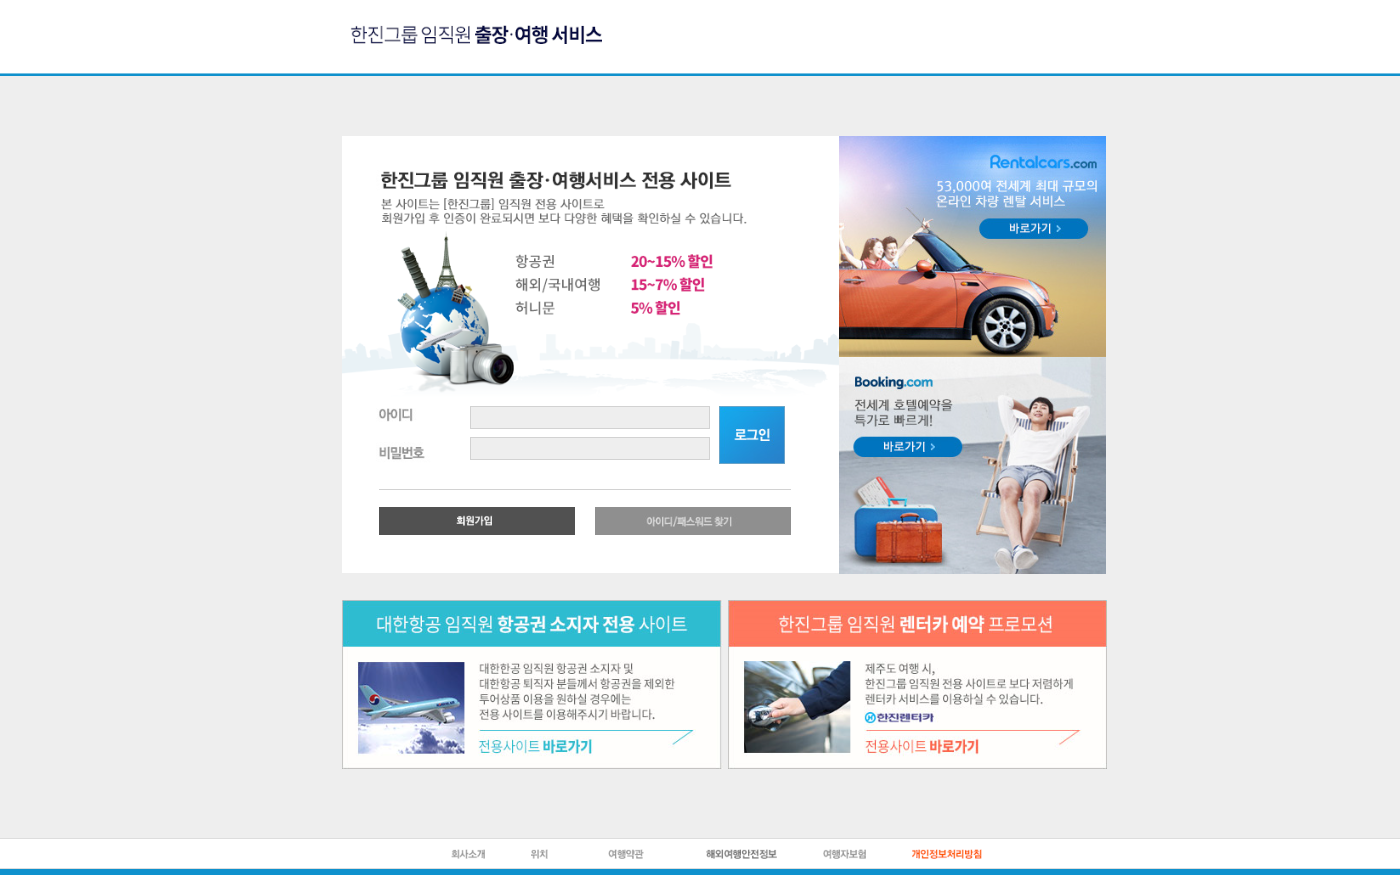 한진그룹 임직원 출장·여행 서비스
한진그룹 임직원 출장·여행서비스 전용 사이트
본 사이트는 [한진그룹] 임직원 전용 사이트로
회원가입 후 인증이 완료되시면 보다 다양한 혜택을 확인하실 수 있습니다.
항공권 20~15% 할인
해외/국내여행 15~7% 할인
허니문 5% 할인
아이디
비밀번호
로그인
회원가입
아이디/패스워드 찾기
Rentalcars.com
53,000여 전세계 최대 규모의
온라인 차량 렌탈 서비스
바로가기 >
Booking.com
전세계 호텔예약을
특가로 빠르게!
바로가기 >
대한항공 임직원 항공권 소지자 전용 사이트
대한한공 임직원 항공권 소지자 및
대한항공 퇴직자 분들께서 항공권을 제외한
투어상품 이용을 원하실 경우에는
전용 사이트를 이용해주시기 바랍니다.
전용사이트 바로가기
한진그룹 임직원 렌터카 예약 프로모션
제주도 여행 시,
한진그룹 임직원 전용 사이트로 보다 저렴하게
렌터카 서비스를 이용하실 수 있습니다.
한진렌터카
전용사이트 바로가기
회사소개 위치 여행약관 해외여행안전정보 여행자보험 개인정보처리방침